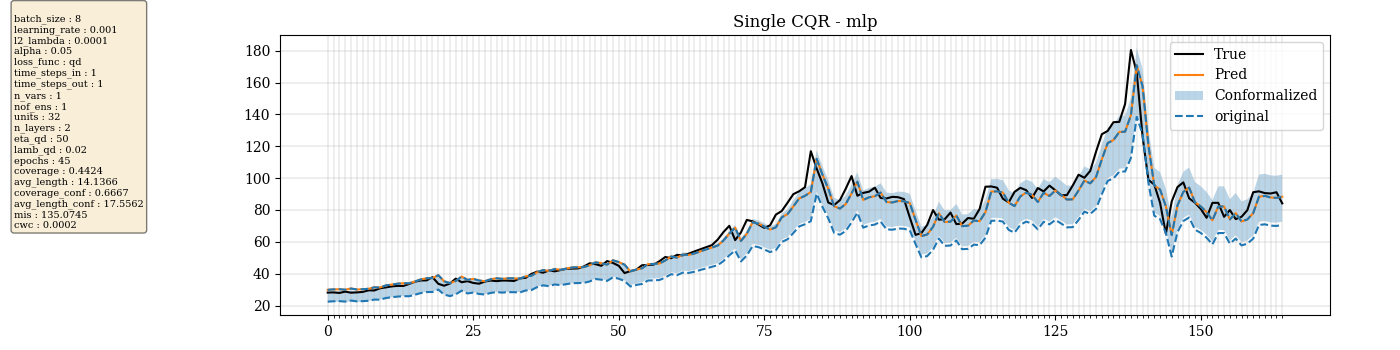 batch_size : 8
learning_rate : 0.001
l2_lambda : 0.0001
alpha : 0.05
loss_func : qd
time_steps_in : 1
time_steps_out : 1
n_vars : 1
nof_ens : 1
units : 32
n_layers : 2
eta_qd : 50
lamb_qd : 0.02
epochs : 45
coverage : 0.4424
avg_length : 14.1366
coverage_conf : 0.6667
avg_length_conf : 17.5562
mis : 135.0745
cwc : 0.0002
Single CQR - mlp
180
160
140
120
100
80
60
40
20
0 25 50 75 100 125 150
True
Pred
Conformalized
original